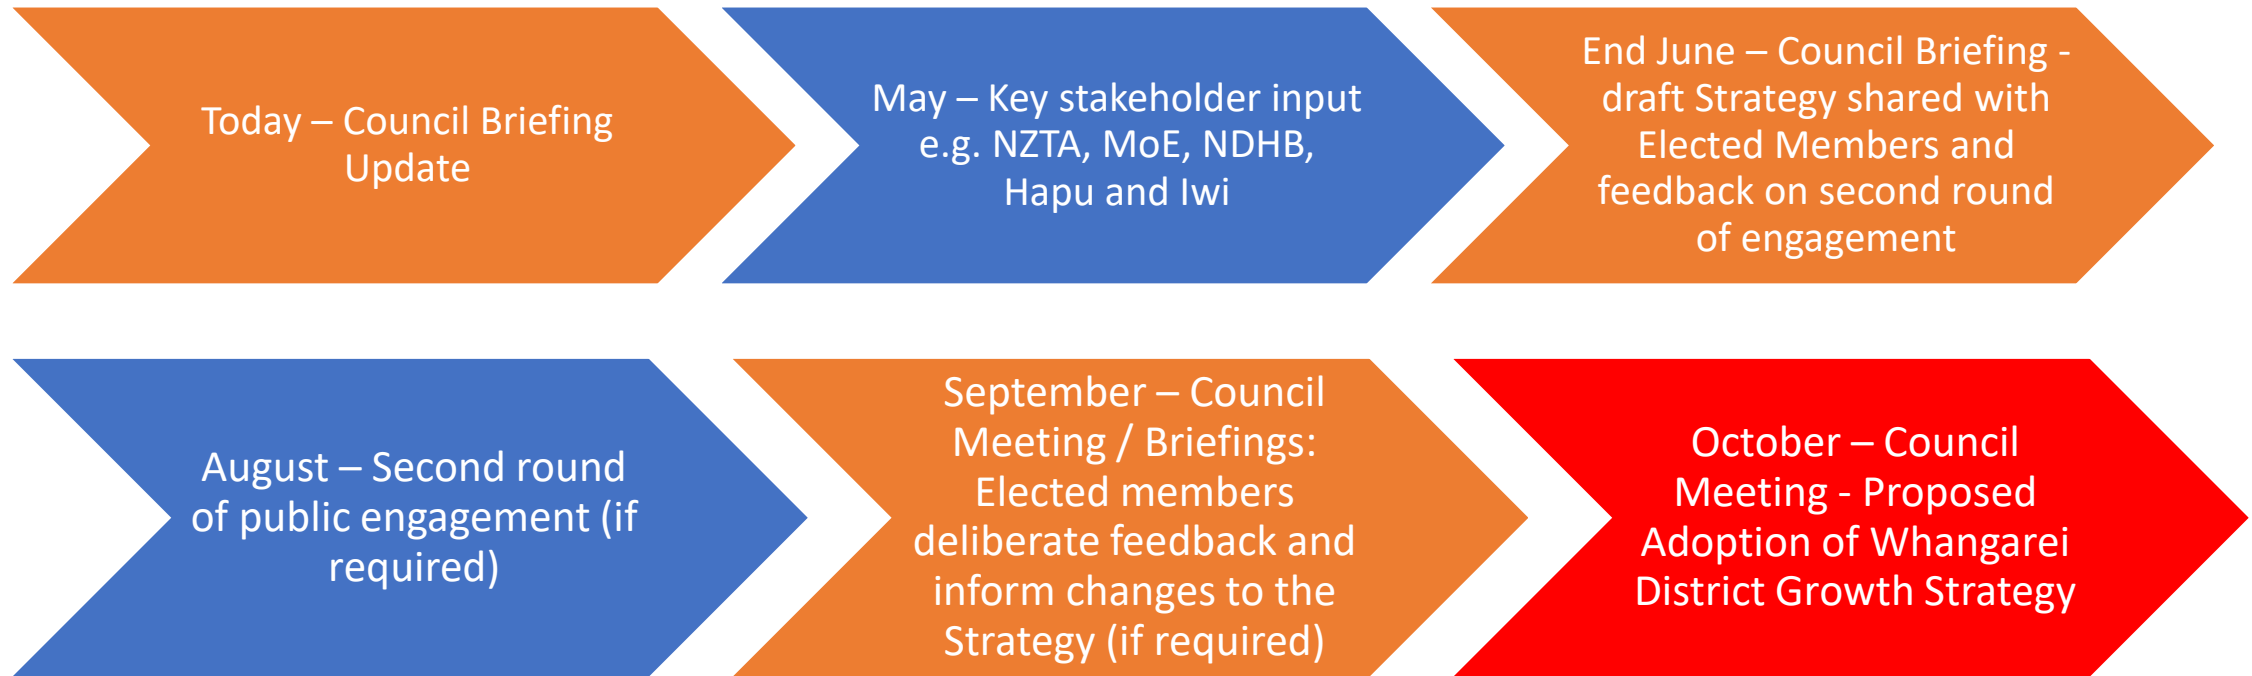 Today – Council Briefing
Update
May – Key stakeholder input
e.g. NZTA, MoE, NDHB,
Hapu and Iwi
End June – Council Briefing -
draft Strategy shared with
Elected Members and
feedback on second round
of engagement
August – Second round
of public engagement (if
required)
September – Council
Meeting / Briefings:
Elected members
deliberate feedback and
inform changes to the
Strategy (if required)
October – Council
Meeting - Proposed
Adoption of Whangarei
District Growth Strategy